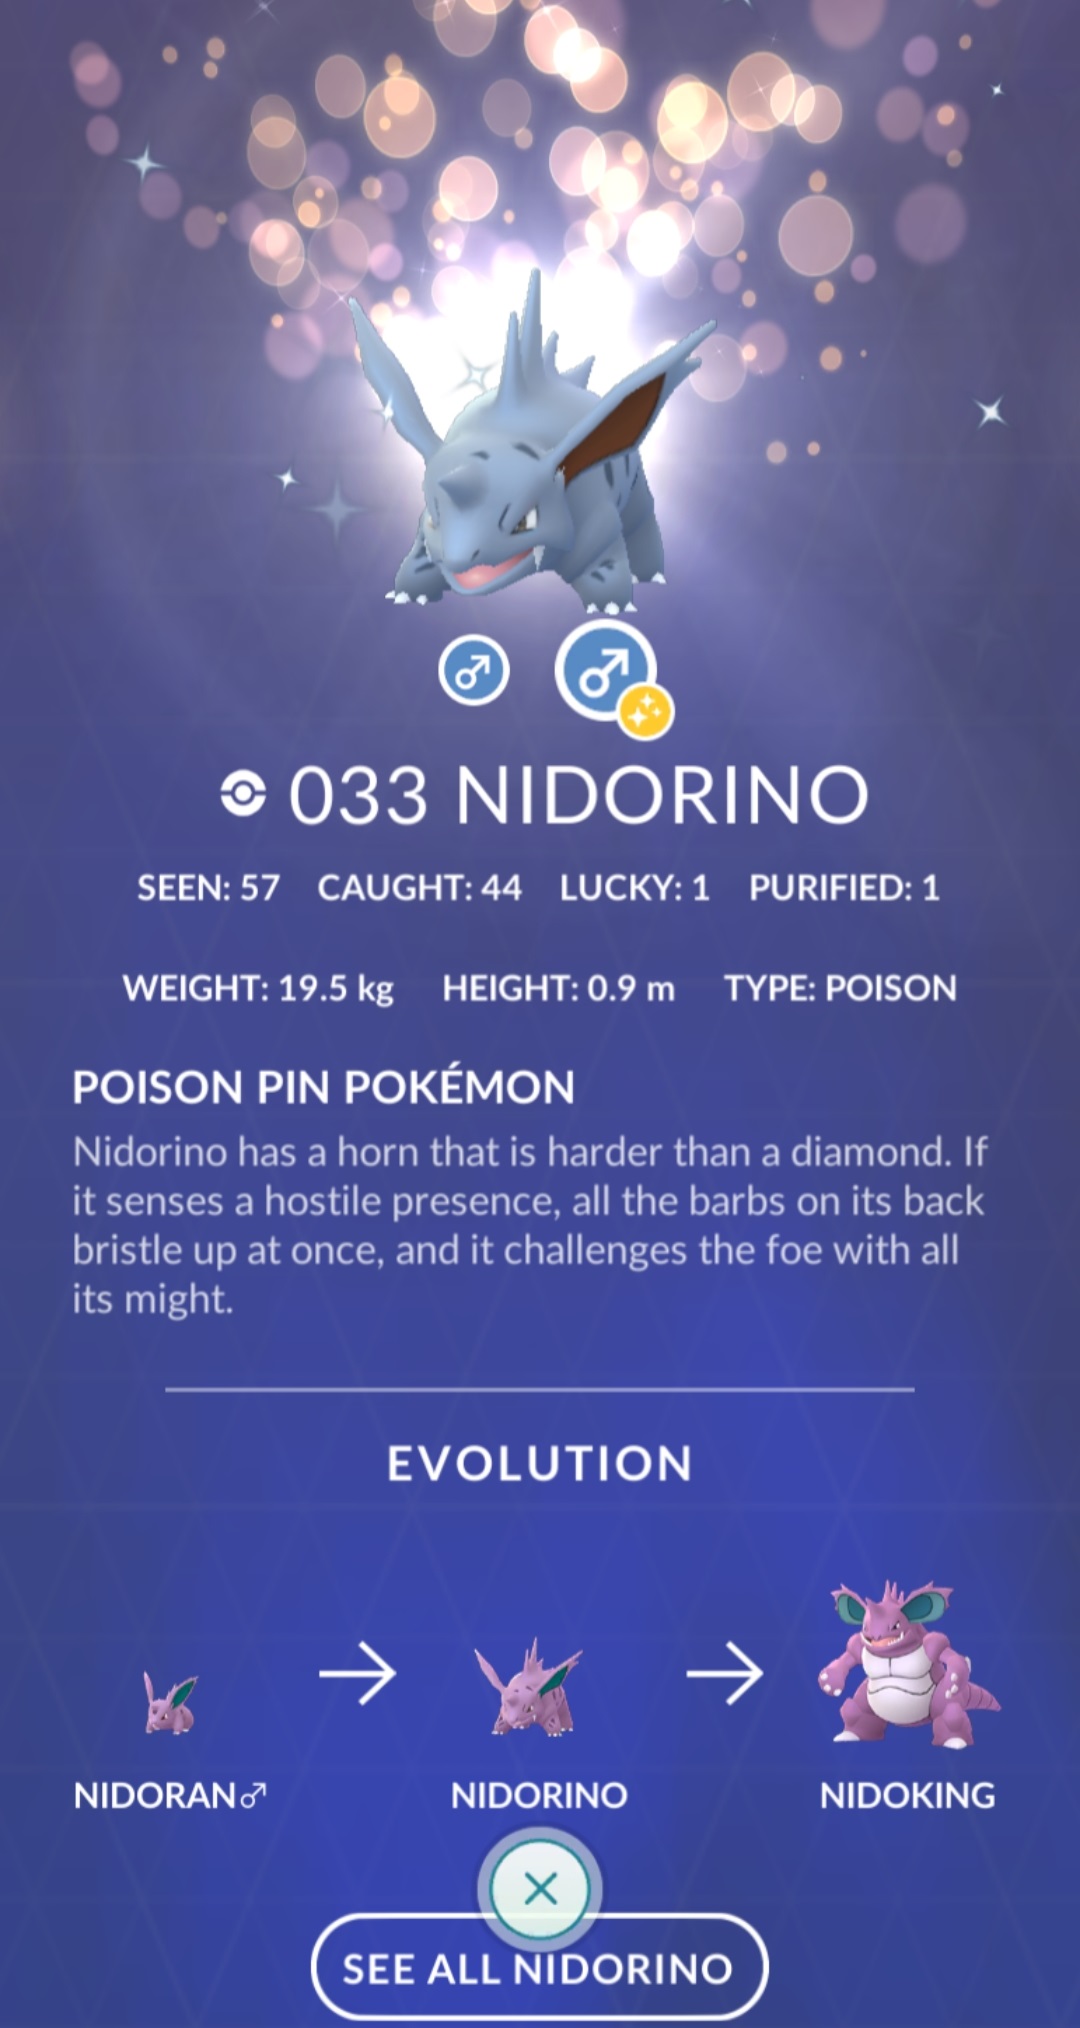 033 NIDORINO
SEEN: 57 CAUGHT: 44 LUCKY: 1 PURIFIED: 1
WEIGHT: 19.5 kg HEIGHT: 0.9 m TYPE: POISON
POISON PIN POKÉMON
Nidorino has a horn that is harder than a diamond. If
it senses a hostile presence, all the barbs on its back
bristle up at once, and it challenges the foe with all
its might.
EVOLUTION
NIDORAN♂ NIDORINO NIDOKING
SEE ALL NIDORINO